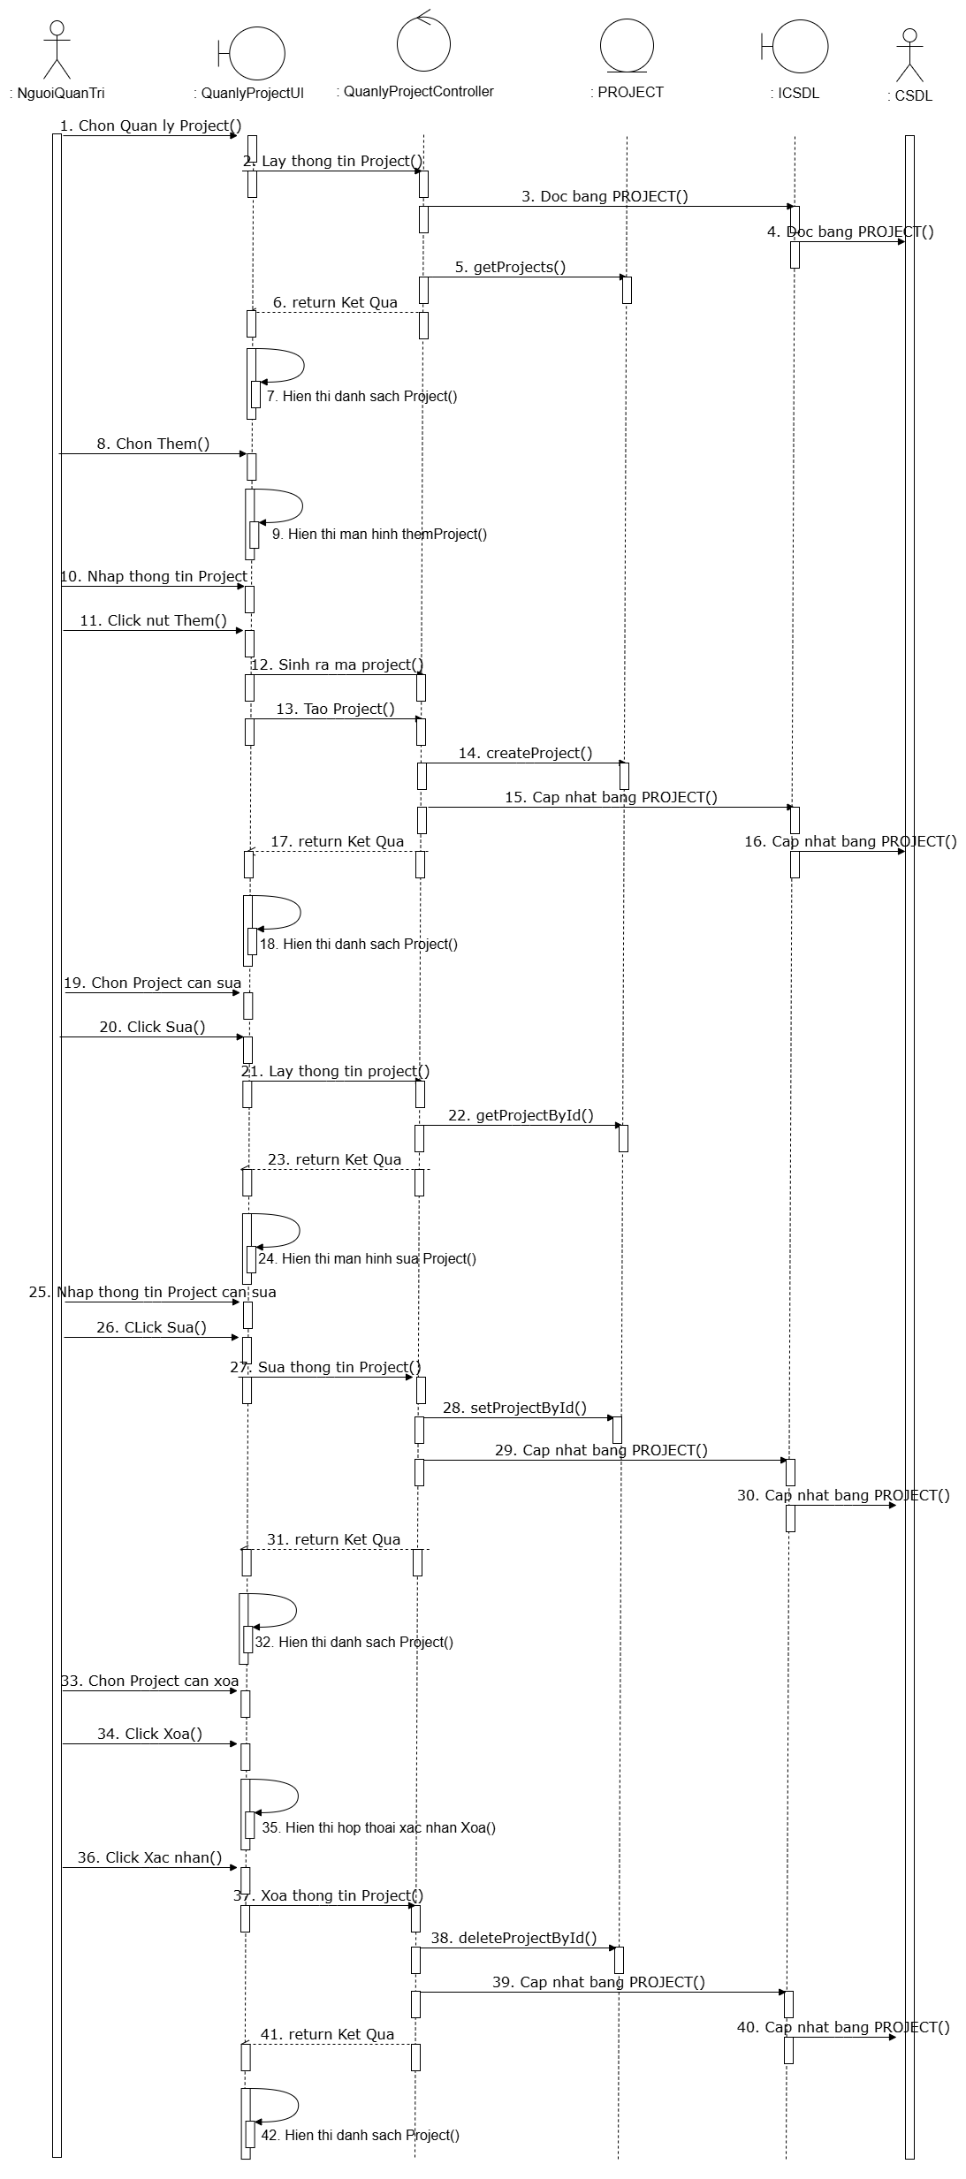 : NguoiQuanTri
: QuanlyProjectUI
: QuanlyProjectController
: PROJECT
: ICSDL
: CSDL
1. Chon Quan ly Project()
2. Lay thong tin Project()
3. Doc bang PROJECT()
4. Doc bang PROJECT()
5. getProjects()
6. return Ket Qua
7. Hien thi danh sach Project()
8. Chon Them()
9. Hien thi man hinh themProject()
10. Nhap thong tin Project
11. Click nut Them()
12. Sinh ra ma project()
13. Tao Project()
14. createProject()
15. Cap nhat bang PROJECT()
17. return Ket Qua
16. Cap nhat bang PROJECT()
18. Hien thi danh sach Project()
19. Chon Project can sua
20. Click Sua()
21. Lay thong tin project()
22. getProjectById()
23. return Ket Qua
24. Hien thi man hinh sua Project()
25. Nhap thong tin Project can sua
26. CLick Sua()
27. Sua thong tin Project()
28. setProjectById()
29. Cap nhat bang PROJECT()
30. Cap nhat bang PROJECT()
31. return Ket Qua
32. Hien thi danh sach Project()
33. Chon Project can xoa
34. Click Xoa()
35. Hien thi hop thoai xac nhan Xoa()
36. Click Xac nhan()
37. Xoa thong tin Project()
38. deleteProjectById()
39. Cap nhat bang PROJECT()
40. Cap nhat bang PROJECT()
41. return Ket Qua
42. Hien thi danh sach Project()